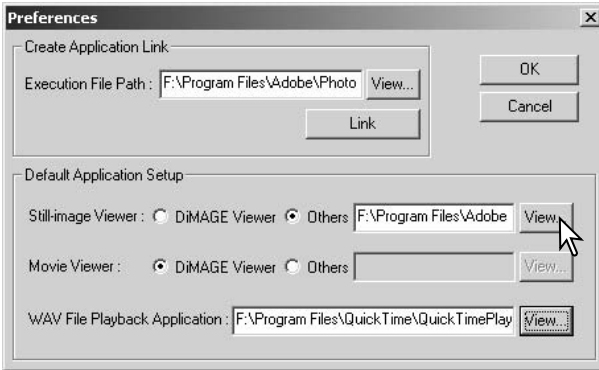 Preferences
Create Application Link
Execution File Path : F:\Program Files\Adobe\Photo View...
Link
OK
Cancel
Default Application Setup
Still-image Viewer : DiMAGE Viewer Others F:\Program Files\Adobe View...
Movie Viewer : DiMAGE Viewer Others View...
WAV File Playback Application : F:\Program Files\QuickTime\QuickTimePlay View...